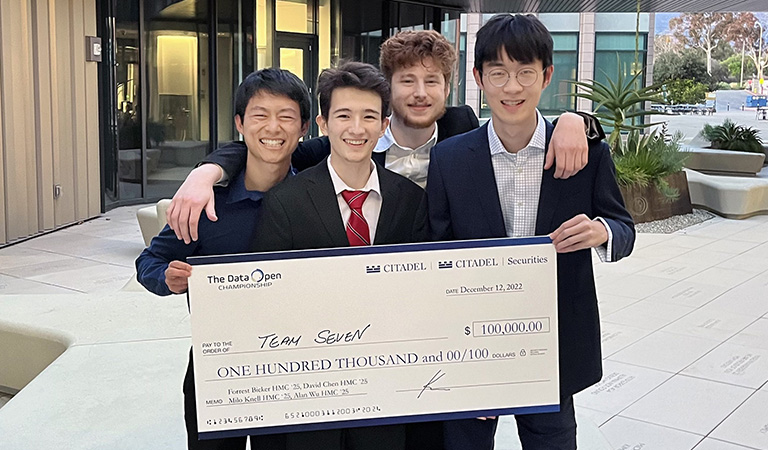 The Data Open
CHAMPIONSHIP
CITADEL | CITADEL | Securities
DATE December 12, 2022
PAY TO THE
ORDER OF
TEAM SEVEN
$ 100,000.00
ONE HUNDRED THOUSAND and 00/100 DOLLARS
Forrest Bicker HMC '25, David Chen HMC '25
MEMO Milo Knell HMC '25, Alan Wu HMC '25